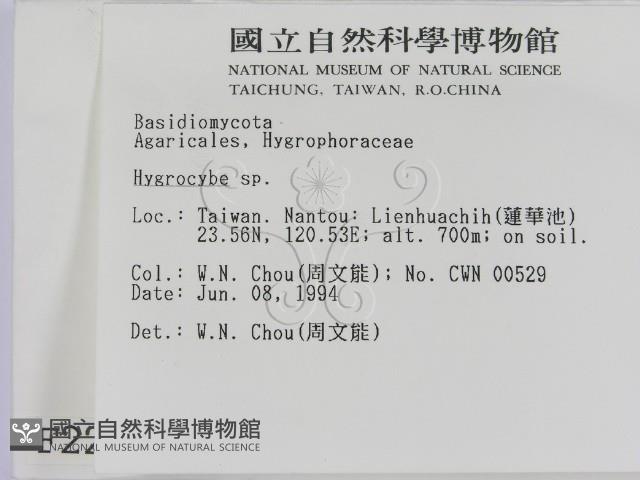 國立自然科學博物館
NATIONAL MUSEUM OF NATURAL SCIENCE
TAICHUNG, TAIWAN, R.O.CHINA
Basidiomycota
Agaricales, Hygrophoraceae
Hygrocybe sp.
Loc.: Taiwan. Nantou: Lienhuachih(蓮華池)
23.56N, 120.53E; alt. 700m; on soil.
Col.: W.N. Chou(周文能); No. CWN 00529
Date: Jun. 08, 1994
Det.: W.N. Chou(周文能)
國立自然科學博物館
NATIONAL MUSEUM OF NATURAL SCIENCE